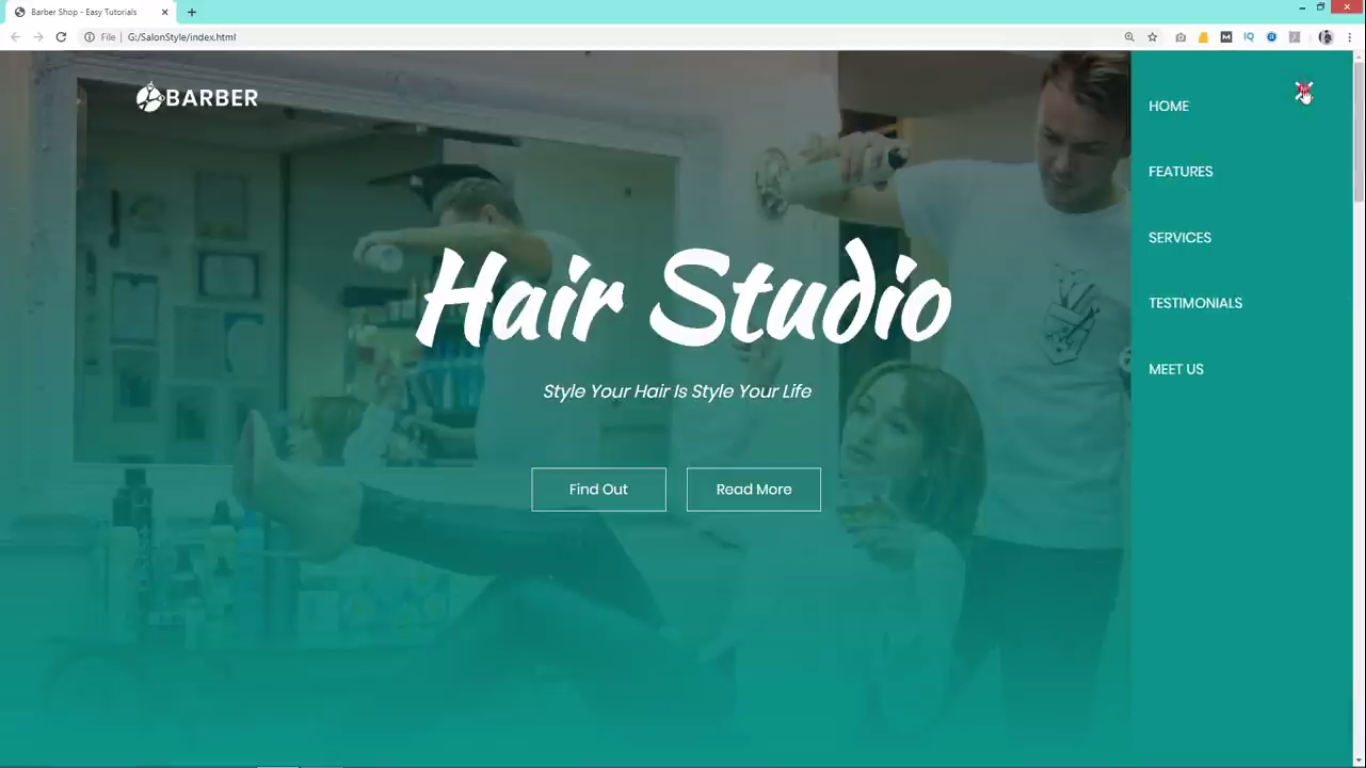 Barber Shop - Easy Tutorials
File | G:/SalonStyle/index.html
BARBER
HOME
FEATURES
SERVICES
TESTIMONIALS
MEET US
Hair Studio
Style Your Hair Is Style Your Life
Find Out
Read More